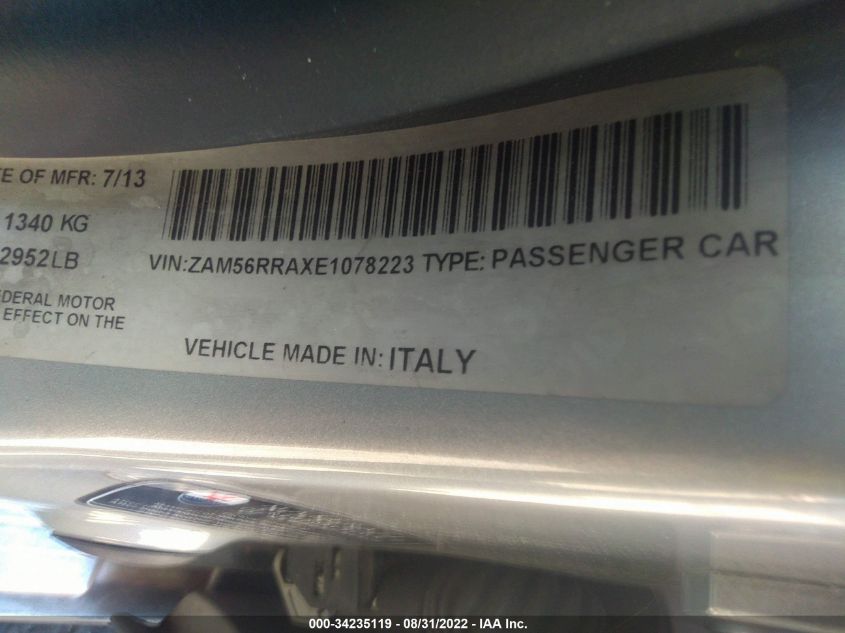 TE OF MFR: 7/13
1340 KG
2952LB
VIN:ZAM56RRAXE1078223 TYPE: PASSENGER CAR
EDERAL MOTOR
EFFECT ON THE
VEHICLE MADE IN: ITALY
000-34235119 - 08/31/2022 - IAA Inc.